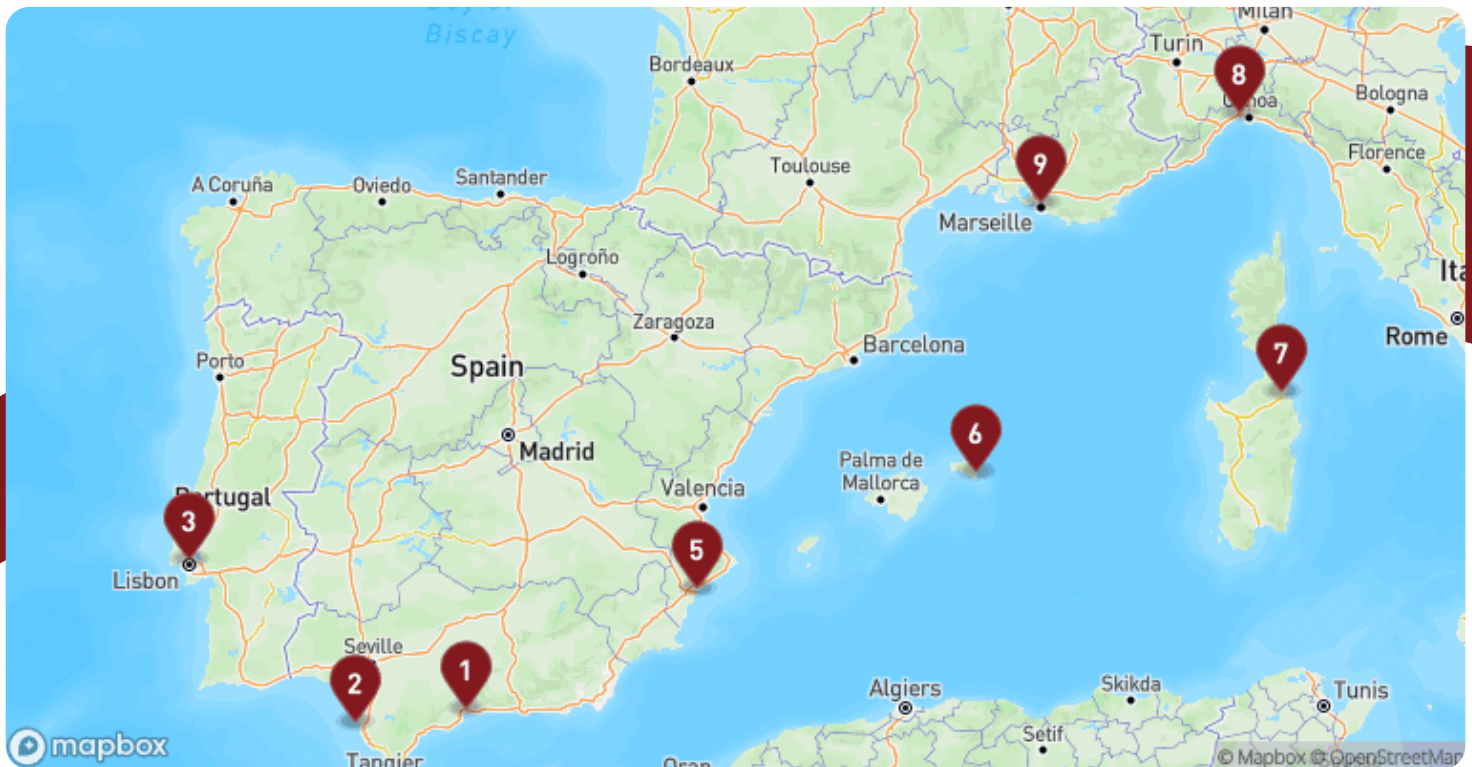 Biscay
Milan
Turin
8
Bordeaux
Bologna
Florence
9
Toulouse
Marseille
A Coruña
Oviedo
Santander
Logroño
Zaragoza
Barcelona
Rome
Porto
Spain
7
Madrid
6
Palma de
Mallorca
Valencia
Portugal
3
5
Lisbon
Seville
2
1
Algiers
Skikda
Tunis
Setif
mapbox
Tangier
Oran
© Mapbox © OpenStreetMap